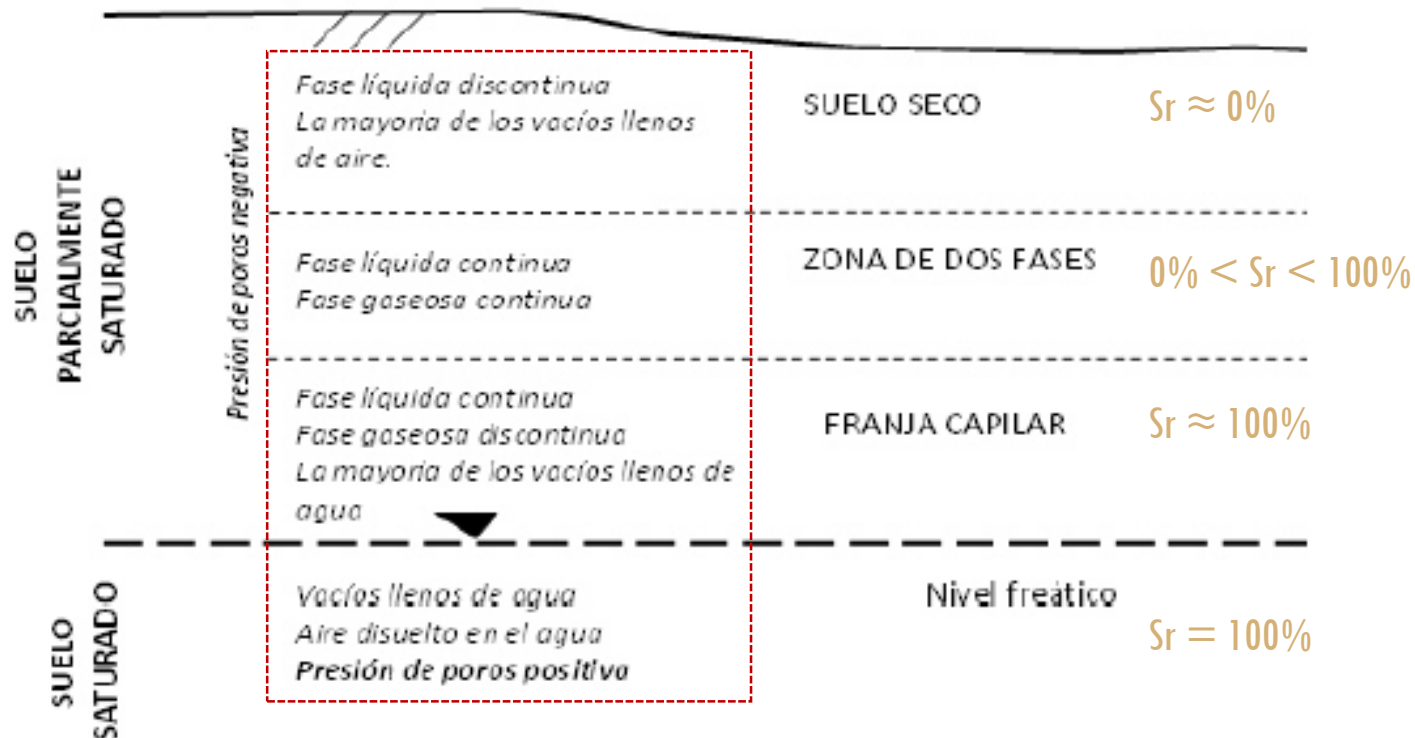 SUELO
PARCIALMENTE
SATURADO
Presión de poros negativa
Fase líquida discontinua
La mayoria de los vacíos llenos
de aire.
SUELO SECO
Sr ≈ 0%
Fase líquida continua
Fase gaseosa continua
ZONA DE DOS FASES
0% < Sr < 100%
Fase líquida continua
Fase gaseosa discontinua
La mayoria de los vacíos llenos de
agua
FRANJA CAPILAR
Sr ≈ 100%
SUELO
SATURADO
Vacíos llenos de agua
Aire disuelto en el agua
Presión de poros positiva
Nivel freático
Sr = 100%